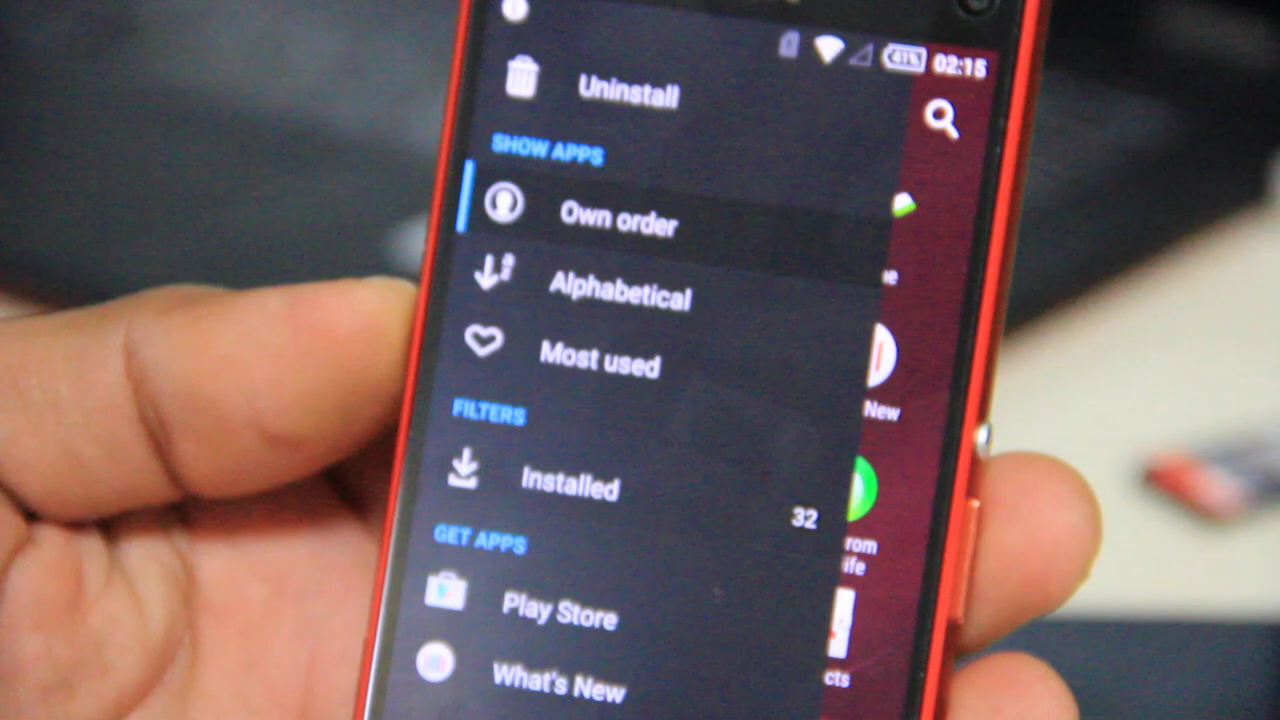 41% 02:15
Uninstall
SHOW APPS
Own order
Alphabetical
Most used
New
FILTERS
Installed
32
GET APPS
Play Store
What's New